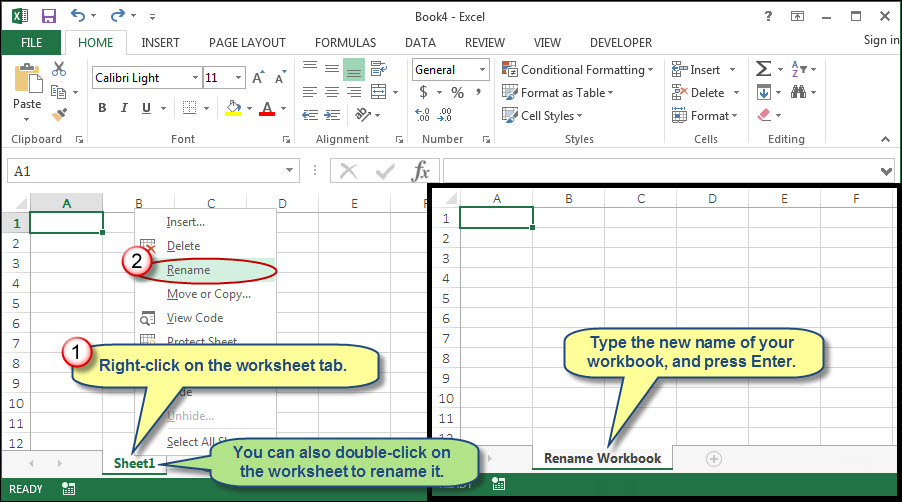 Book4 - Excel
?
FILE HOME INSERT PAGE LAYOUT FORMULAS DATA REVIEW VIEW DEVELOPER Sign in
Calibri Light 11 A A General Conditional Formatting Insert Σ A Z
Paste B I U A $ % , Format as Table Delete
.0 .00 .00 .0 Cell Styles Format
Clipboard Font Alignment Number Styles Cells Editing
A1 fx
A B C D E
1
2
3
4
5
6
7
8
9
10
11
12
Insert...
Delete
2 Rename
Move or Copy...
View Code
Protect Sheet
1 Right-click on the worksheet tab.
Unhide...
Select All
Sheet1
You can also double-click on
the worksheet to rename it.
READY
A B C D E F
1
2
3
4
5
6
7
8
9
10
11
12
Type the new name of your
workbook, and press Enter.
Rename Workbook
READY